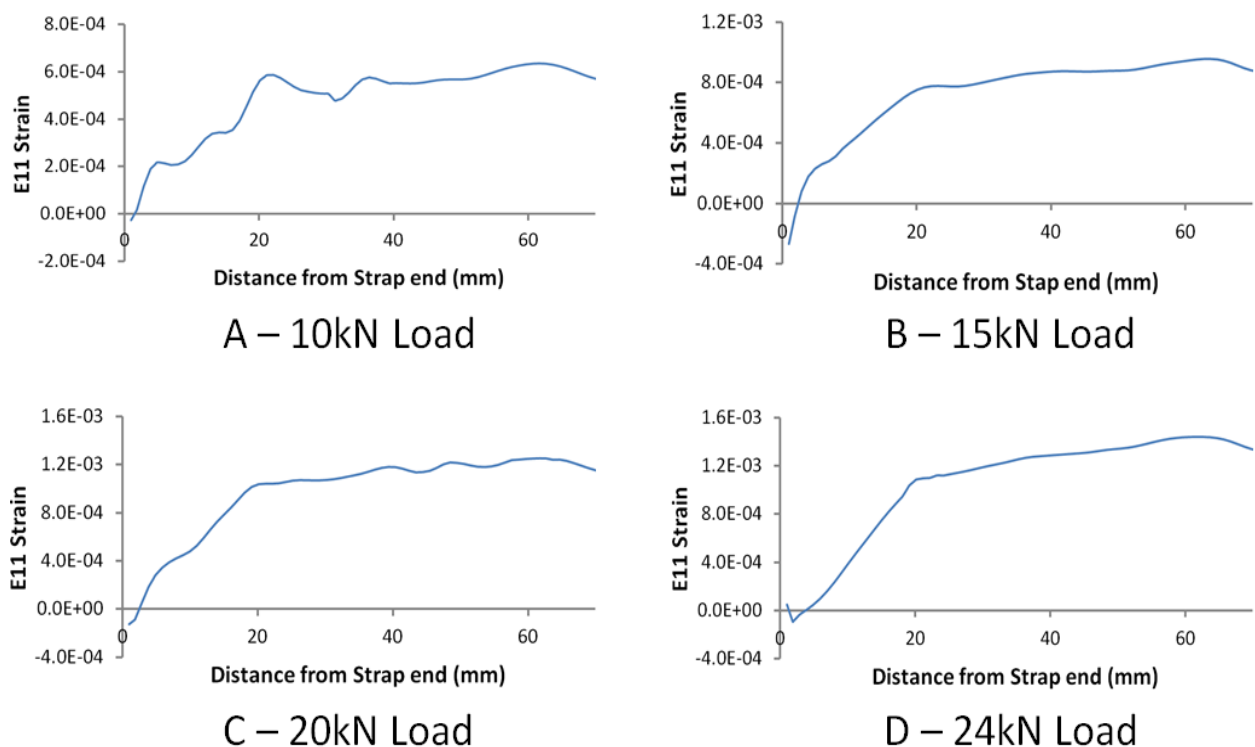 8.0E-04
6.0E-04
4.0E-04
2.0E-04
0.0E+00
-2.0E-04
E11 Strain
0 20 40 60
Distance from Strap end (mm)
A – 10kN Load
1.2E-03
8.0E-04
4.0E-04
0.0E+00
-4.0E-04
E11 Strain
0 20 40 60
Distance from Stap end (mm)
B – 15kN Load
1.6E-03
1.2E-03
8.0E-04
4.0E-04
0.0E+00
-4.0E-04
E11 Strain
0 20 40 60
Distance from Strap end (mm)
C – 20kN Load
1.6E-03
1.2E-03
8.0E-04
4.0E-04
0.0E+00
-4.0E-04
E11 Strain
0 20 40 60
Distance from Strap end (mm)
D – 24kN Load